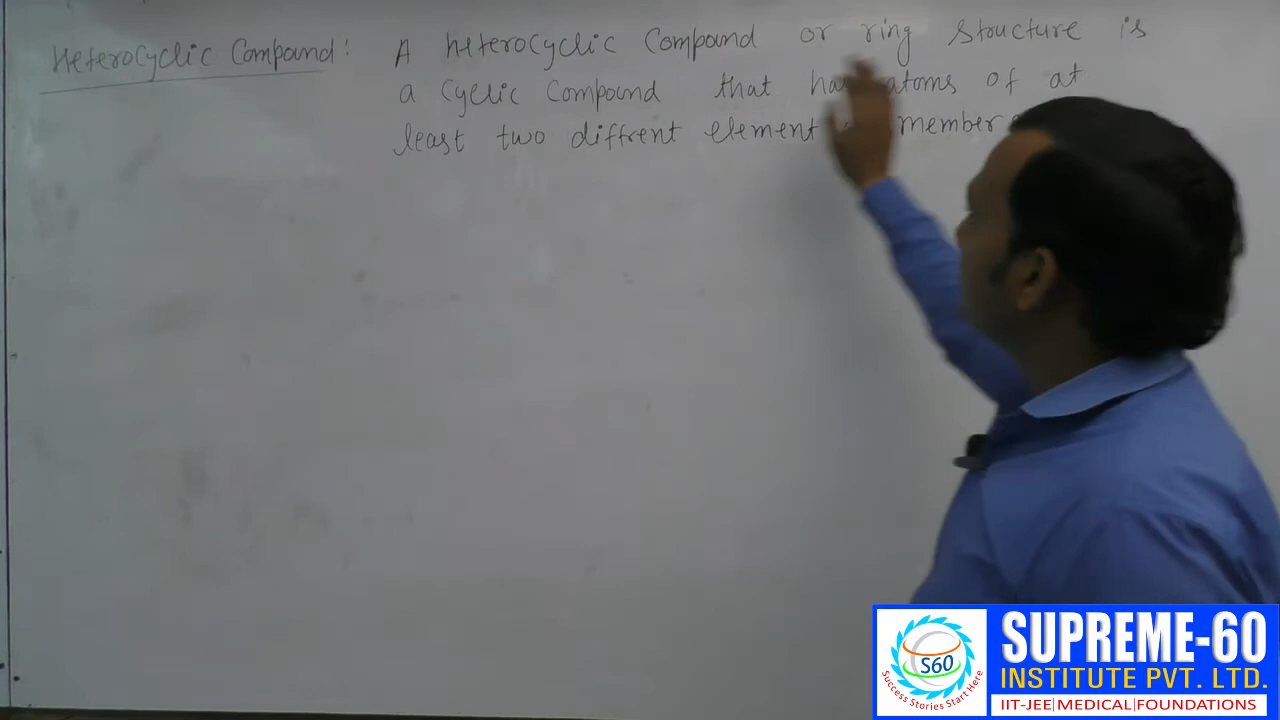 Heterocyclic Compound : A heterocyclic Compound or ring structure is
a cyclic compound that has atoms of at
least two diffrent element member
S60
Success Stories Start Here
SUPREME-60
INSTITUTE PVT. LTD.
IIT-JEE|MEDICAL|FOUNDATIONS